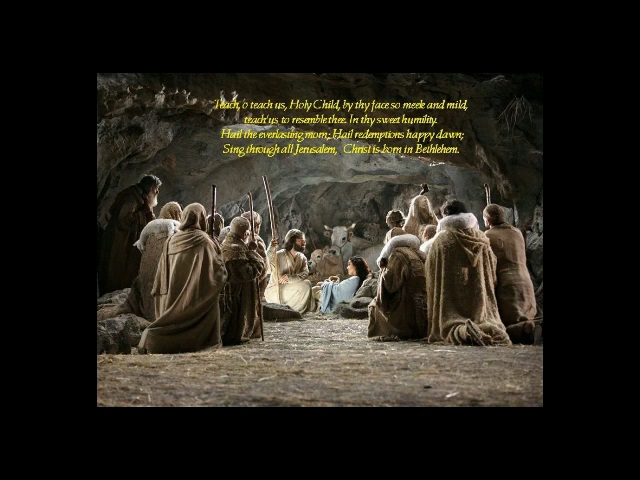 Teach, o teach us, Holy Child, by thy face so meek and mild,
teach us to resemble thee. In thy sweet humility.
Hail the everlasting morn; Hail redemptions happy dawn;
Sing through all Jerusalem, Christ is born in Bethlehem.